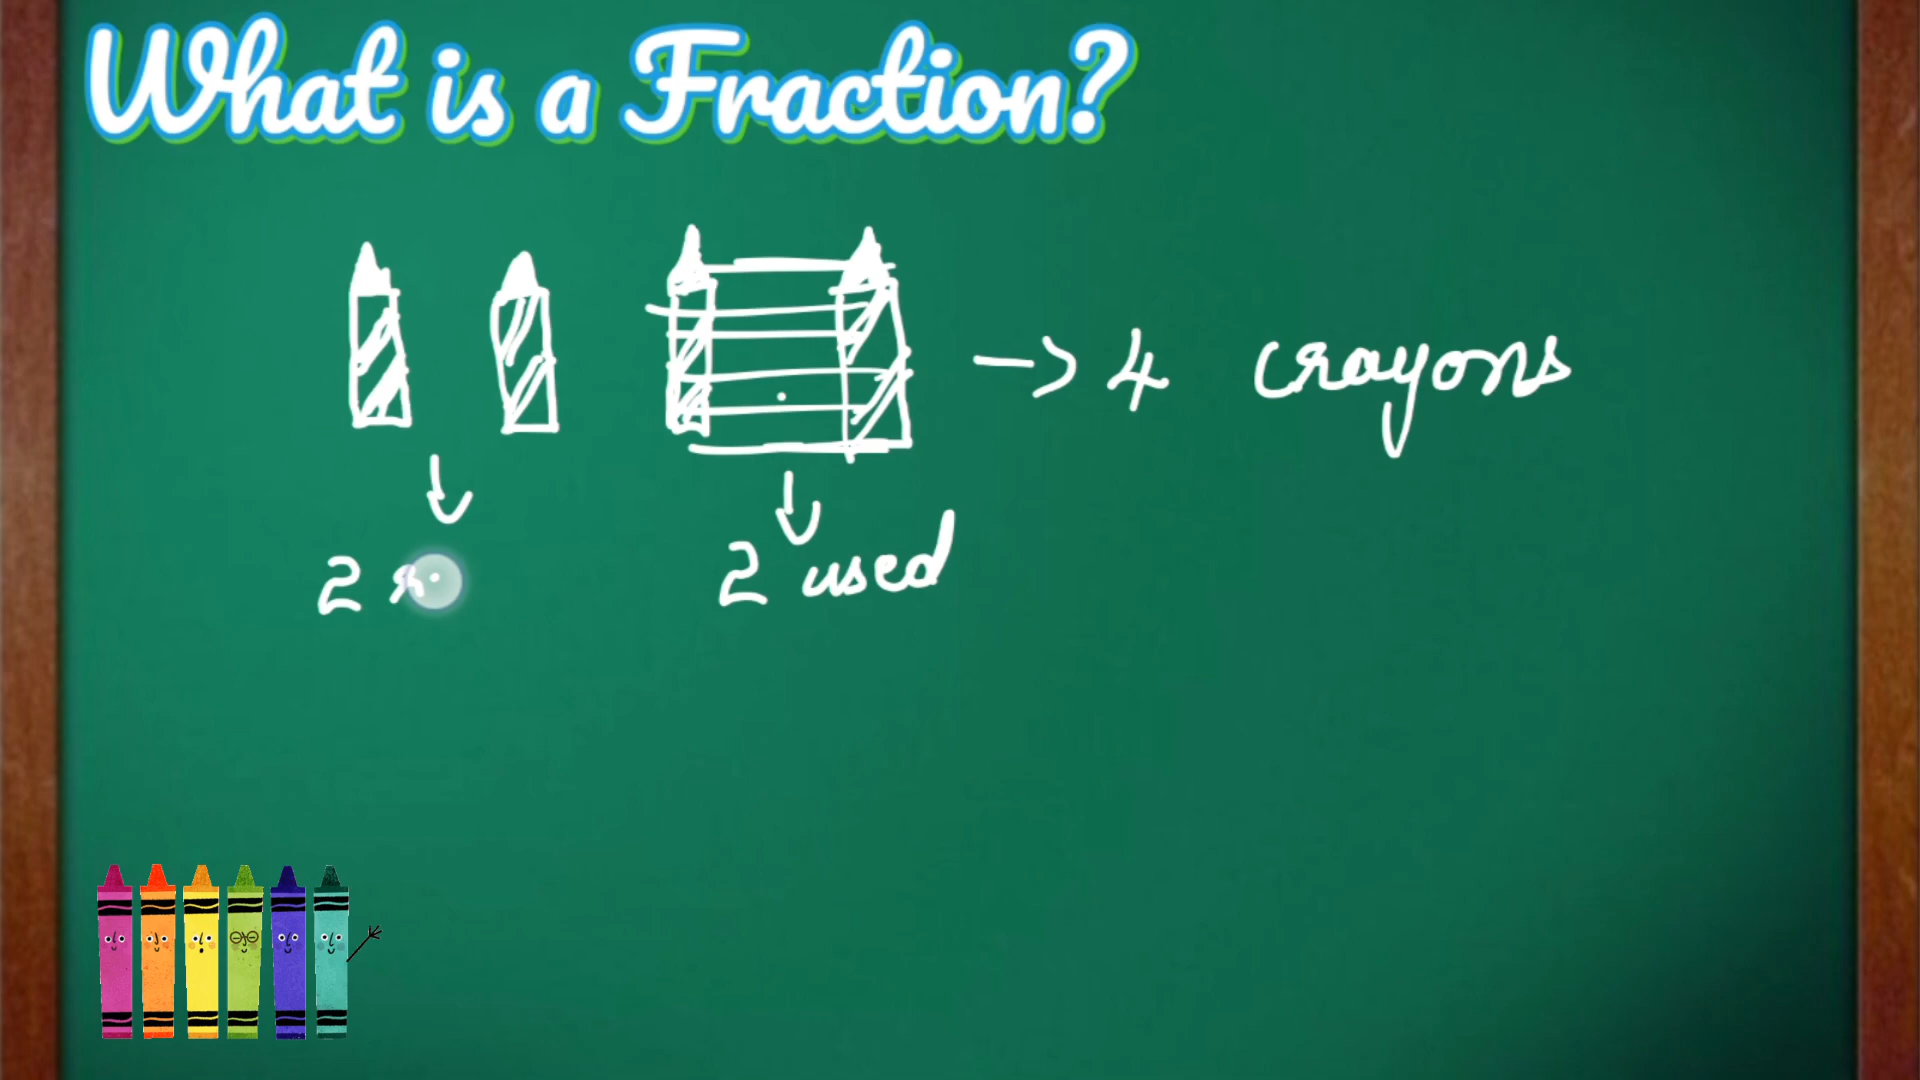 What is a Fraction?
→ 4 crayons
2
2 used